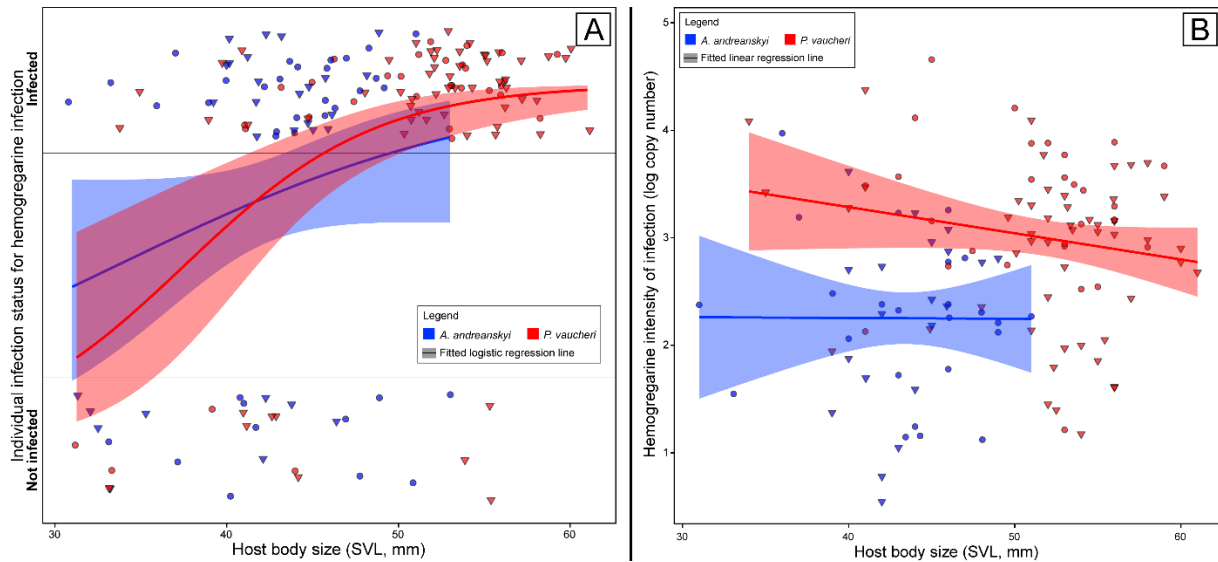 A
Individual infection status for hemogregarine infection
Infected
Not infected
Legend
A. andreanskyi P. vaucheri
Fitted logistic regression line
30 40 50 60
Host body size (SVL, mm)
B
Legend
A. andreanskyi P. vaucheri
Fitted linear regression line
Hemogregarine intensity of infection (log copy number)
5
4
3
2
1
30 40 50 60
Host body size (SVL, mm)